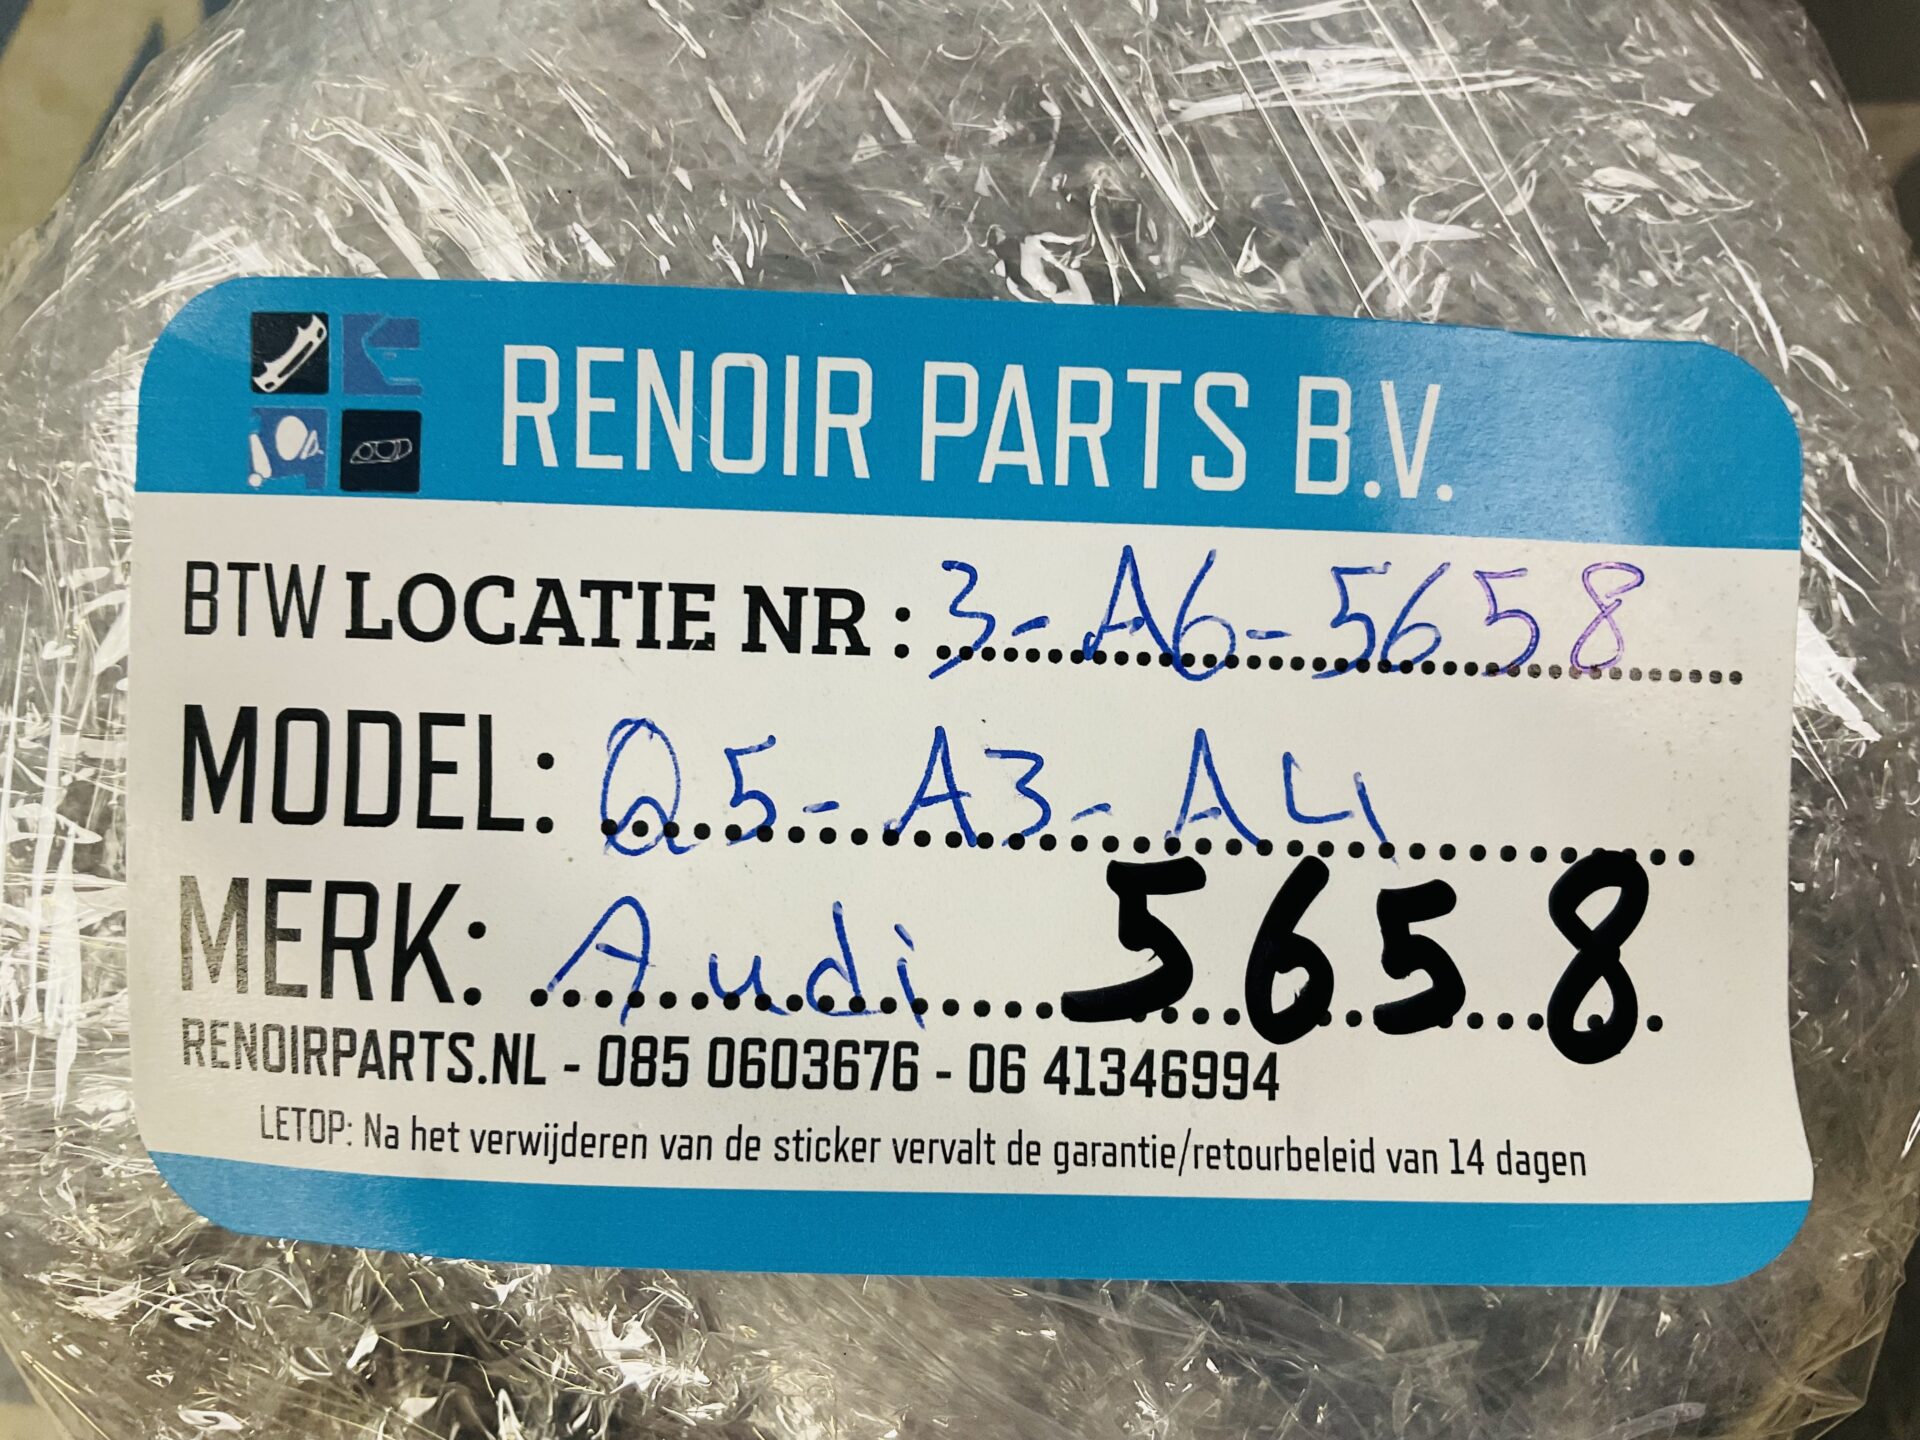 RENOIR PARTS B.V.
BTW LOCATIE NR : 3-A6-5658
MODEL: Q5-A3-A4
MERK: Audi 5658
RENOIRPARTS.NL - 085 0603676 - 06 41346994
LETOP: Na het verwijderen van de sticker vervalt de garantie/retourbeleid van 14 dagen